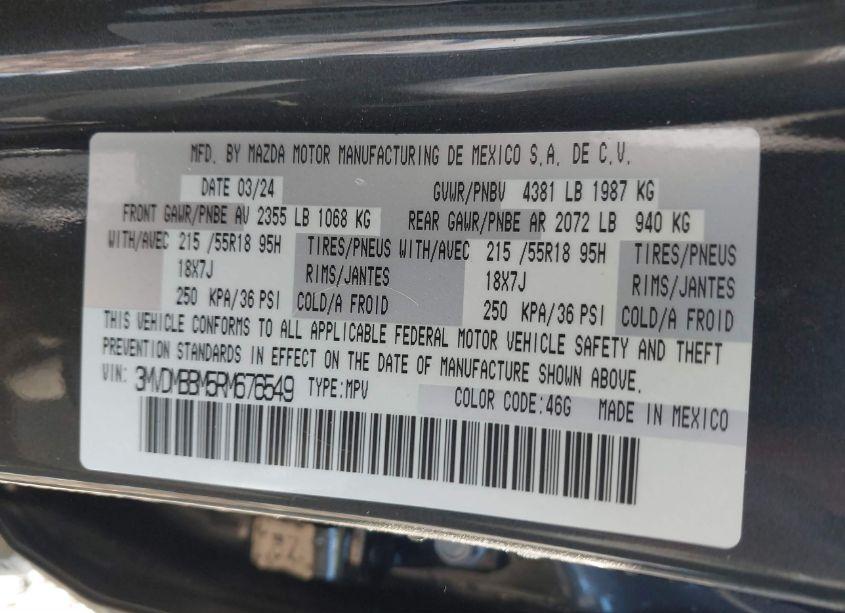 MFD. BY MAZDA MOTOR MANUFACTURING DE MEXICO S.A. DE C.V.
DATE 03/24 GVWR/PNBV 4381 LB 1987 KG
FRONT GAWR/PNBE AV 2355 LB 1068 KG REAR GAWR/PNBE AR 2072 LB 940 KG
WITH/AVEC 215 /55R18 95H TIRES/PNEUS WITH/AVEC 215 /55R18 95H TIRES/PNEUS
18X7J RIMS/JANTES 18X7J RIMS/JANTES
250 KPA/36 PSI COLD/A FROID 250 KPA/36 PSI COLD/A FROID
THIS VEHICLE CONFORMS TO ALL APPLICABLE FEDERAL MOTOR VEHICLE SAFETY AND THEFT
PREVENTION STANDARDS IN EFFECT ON THE DATE OF MANUFACTURE SHOWN ABOVE.
VIN: 3MVDMBBM5RM676549 TYPE:MPV COLOR CODE:46G MADE IN MEXICO